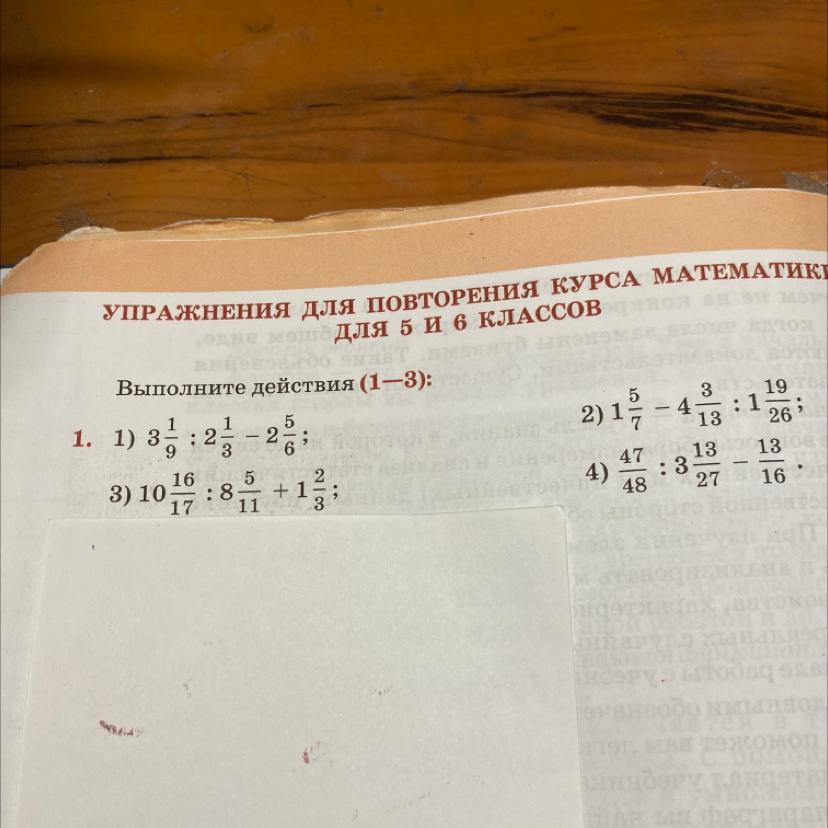 УПРАЖНЕНИЯ ДЛЯ ПОВТОРЕНИЯ КУРСА МАТЕМАТИКИ
ДЛЯ 5 И 6 КЛАССОВ
Выполните действия (1—3):
1. 1) 3 1/9 : 2 1/3 − 2 5/6; 2) 1 5/7 − 4 3/13 : 1 19/26;
3) 10 16/17 : 8 5/11 + 1 2/3; 4) 47/48 : 3 13/27 − 13/16.